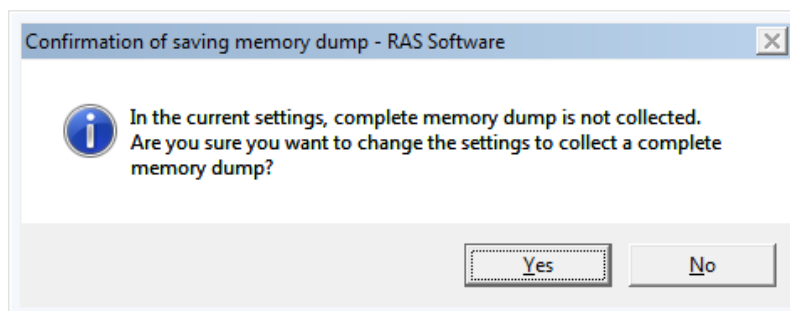 Confirmation of saving memory dump - RAS Software
In the current settings, complete memory dump is not collected.
Are you sure you want to change the settings to collect a complete
memory dump?
Yes
No